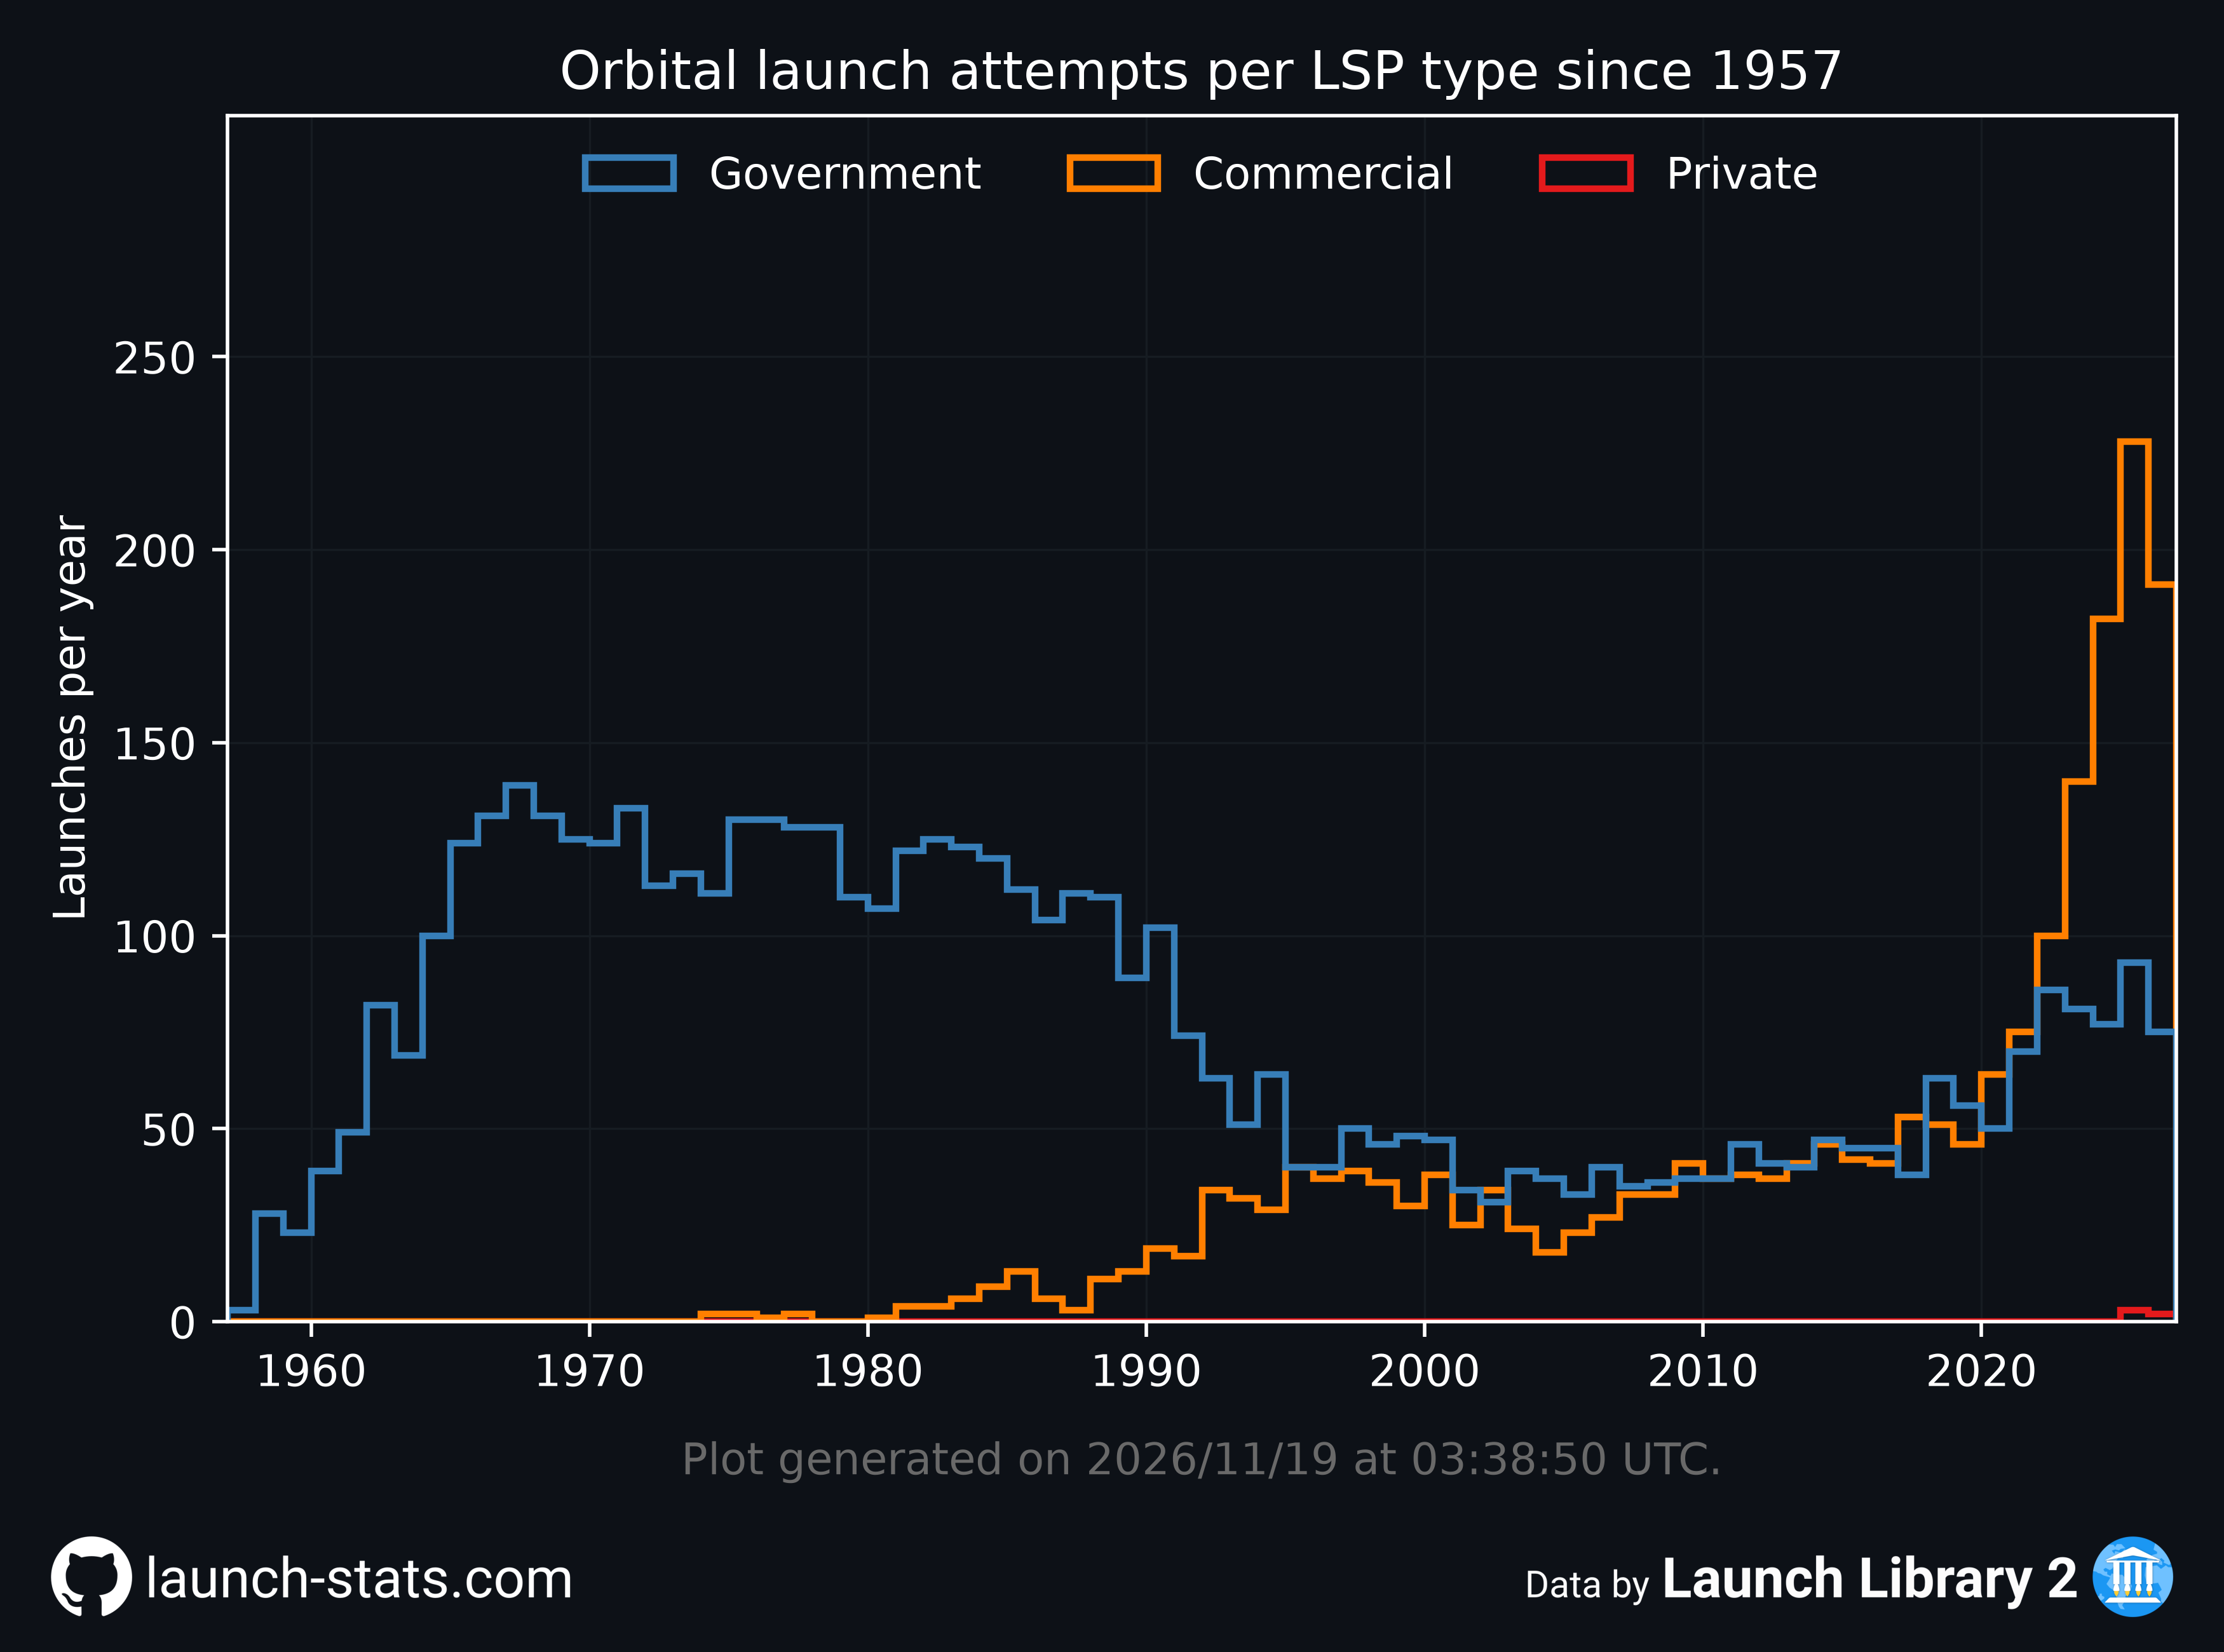 Orbital launch attempts per LSP type since 1957
Government Commercial Private
Launches per year
250
200
150
100
50
0
1960 1970 1980 1990 2000 2010 2020
Plot generated on 2026/11/19 at 03:38:50 UTC.
launch-stats.com
Data by Launch Library 2